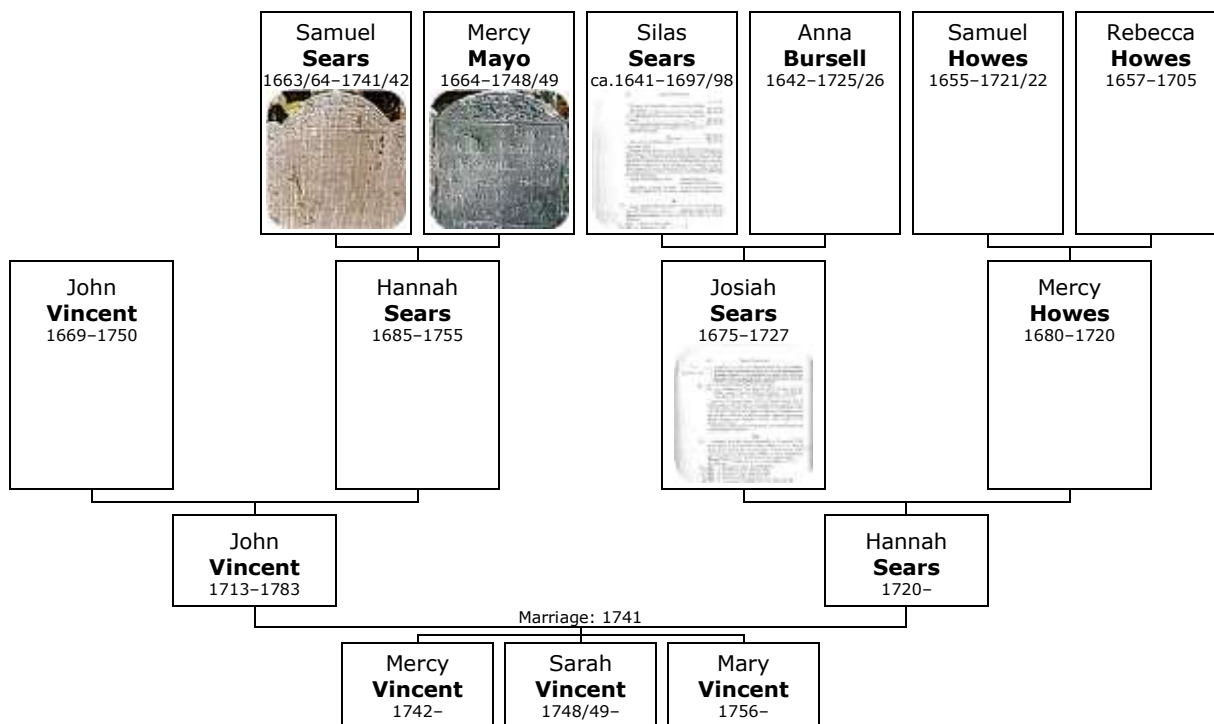 Samuel
Sears
1663/64–1741/42
Mercy
Mayo
1664–1748/49
Silas
Sears
ca.1641–1697/98
Anna
Bursell
1642–1725/26
Samuel
Howes
1655–1721/22
Rebecca
Howes
1657–1705
John
Vincent
1669–1750
Hannah
Sears
1685–1755
Josiah
Sears
1675–1727
Mercy
Howes
1680–1720
John
Vincent
1713–1783
Hannah
Sears
1720–
Marriage: 1741
Mercy
Vincent
1742–
Sarah
Vincent
1748/49–
Mary
Vincent
1756–